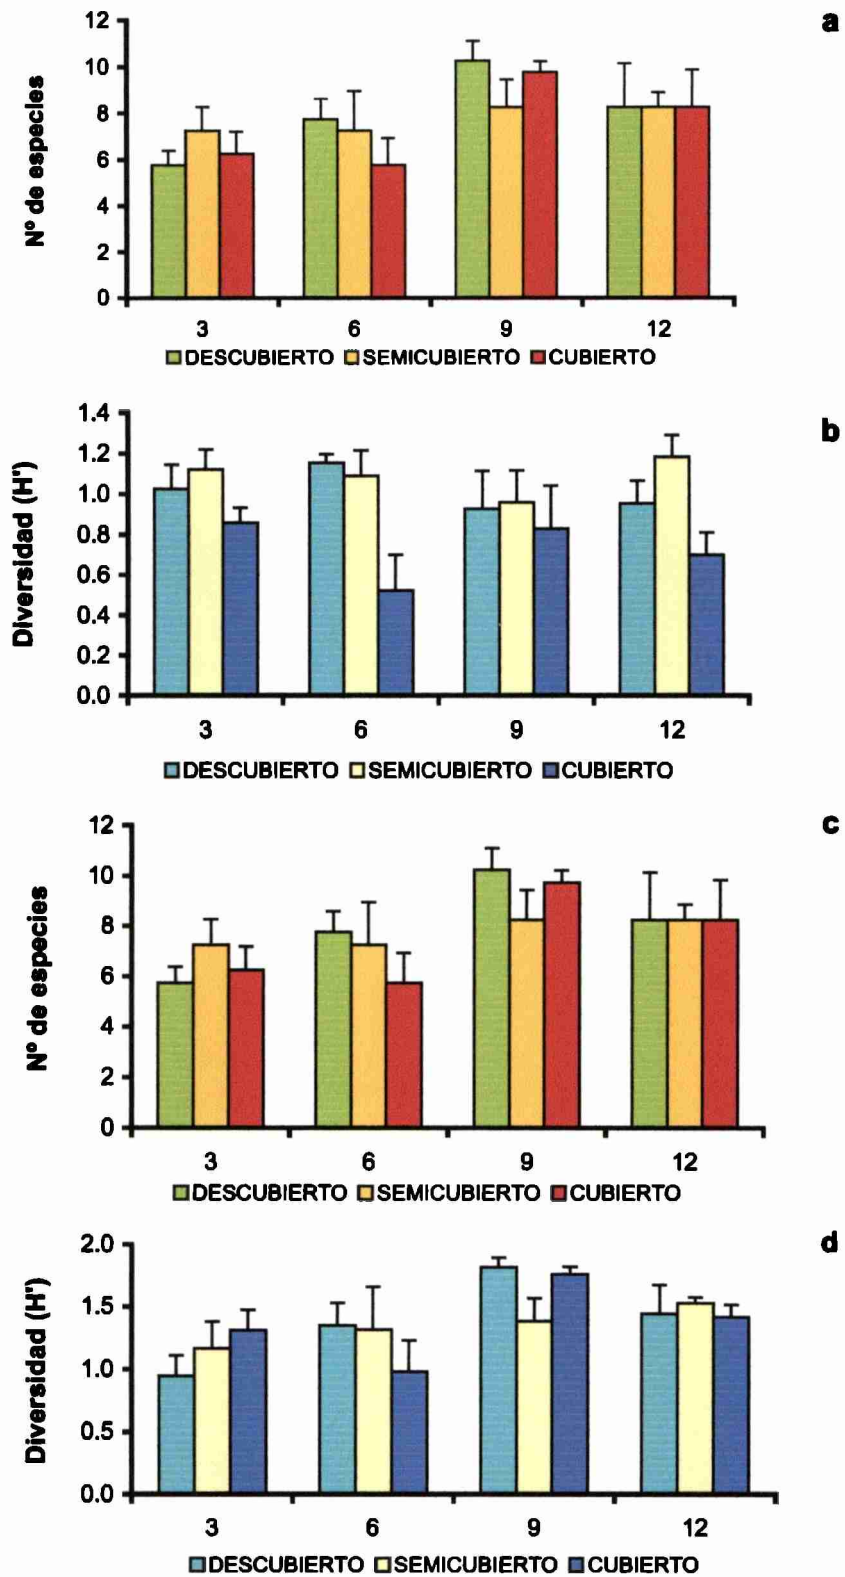 a
12
10
8
6
4
2
0
Nº de especies
3 6 9 12
DESCUBIERTO SEMICUBIERTO CUBIERTO
b
1.4
1.2
1.0
0.8
0.6
0.4
0.2
0.0
Diversidad (H')
3 6 9 12
DESCUBIERTO SEMICUBIERTO CUBIERTO
c
12
10
8
6
4
2
0
Nº de especies
3 6 9 12
DESCUBIERTO SEMICUBIERTO CUBIERTO
d
2.0
1.5
1.0
0.5
0.0
Diversidad (H')
3 6 9 12
DESCUBIERTO SEMICUBIERTO CUBIERTO